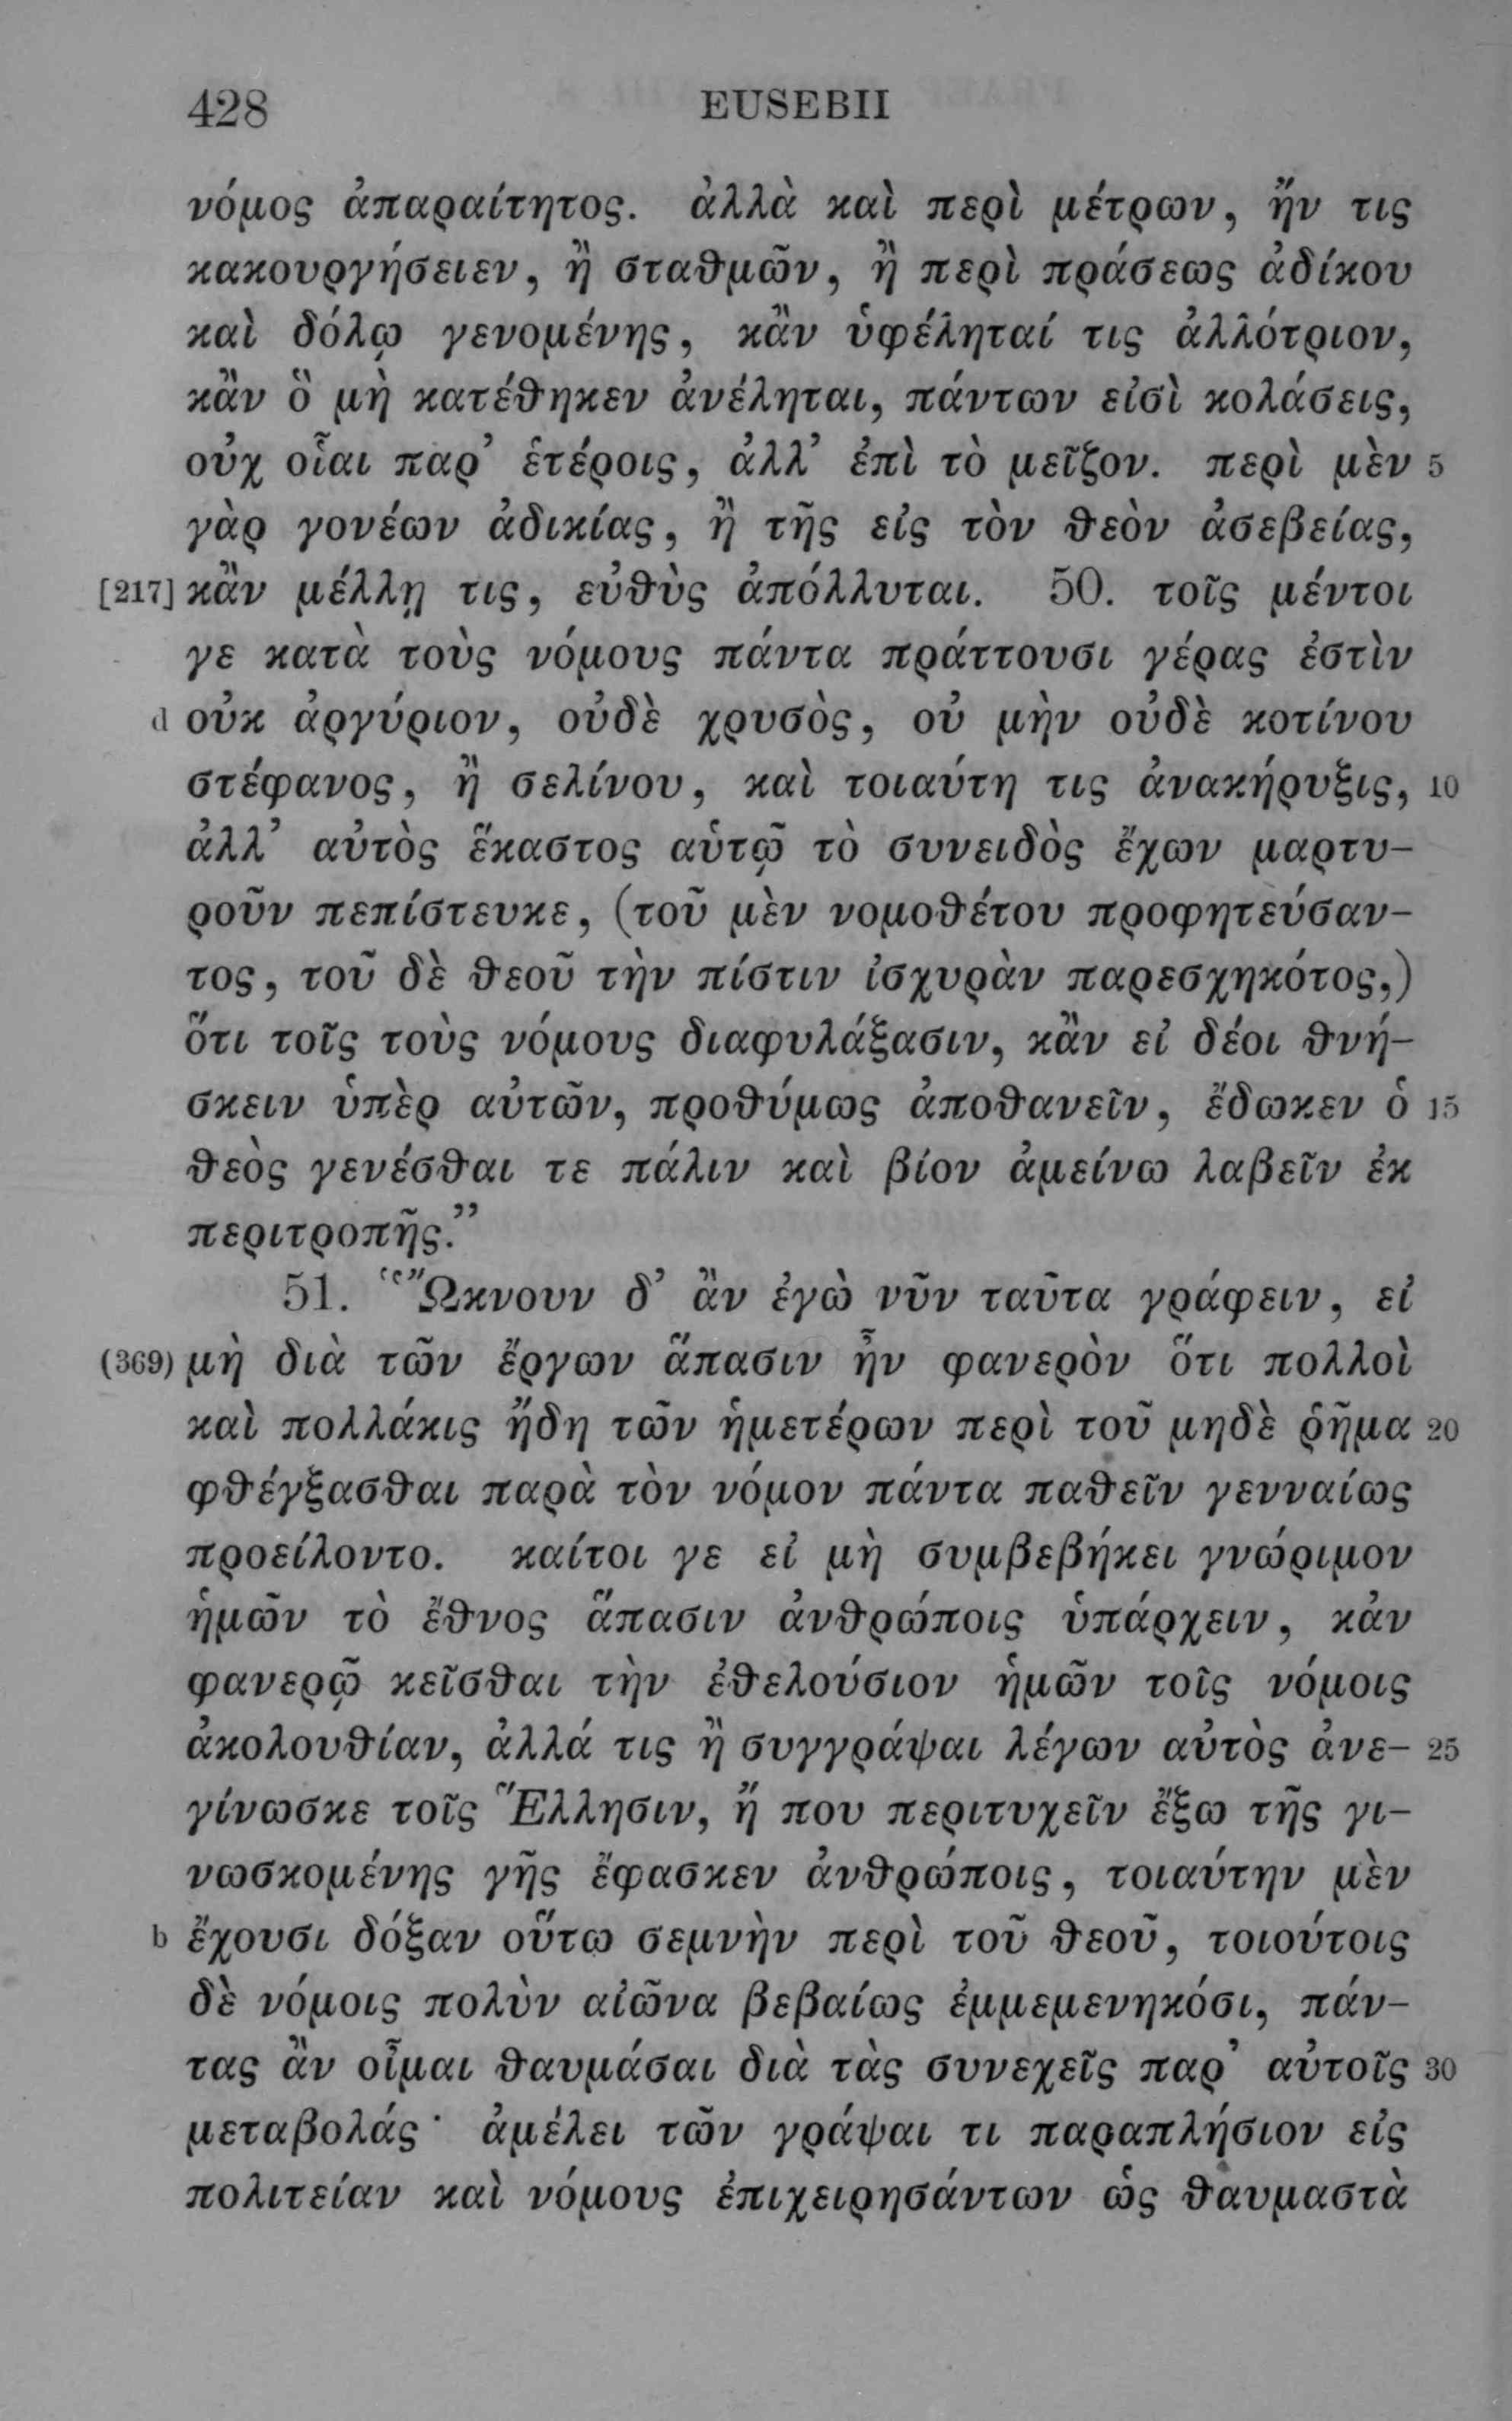 428 EUSEBII
νόμος ἀπαραίτητος. ἀλλὰ καὶ περὶ μέτρων, ἤν τις
κακουργήσειεν, ἢ σταθμῶν, ἢ περὶ πράσεως ἀδίκου
καὶ δόλῳ γενομένης, κἂν ὑφέληταί τις ἀλλότριον,
κἂν ὃ μὴ κατέθηκεν ἀνέληται, πάντων εἰσὶ κολάσεις,
οὐχ οἷαι παρ’ ἑτέροις, ἀλλ’ ἐπὶ τὸ μεῖζον. περὶ μὲν 5
γὰρ γονέων ἀδικίας, ἢ τῆς εἰς τὸν θεὸν ἀσεβείας,
[217] κἂν μέλλῃ τις, εὐθὺς ἀπόλλυται. 50. τοῖς μέντοι
γε κατὰ τοὺς νόμους πάντα πράττουσι γέρας ἐστὶν
d οὐκ ἀργύριον, οὐδὲ χρυσὸς, οὐ μὴν οὐδὲ κοτίνου
στέφανος, ἢ σελίνου, καὶ τοιαύτη τις ἀνακήρυξις, 10
ἀλλ’ αὐτὸς ἕκαστος αὑτῷ τὸ συνειδὸς ἔχων μαρτυ-
ροῦν πεπίστευκε, (τοῦ μὲν νομοθέτου προφητεύσαν-
τος, τοῦ δὲ θεοῦ τὴν πίστιν ἰσχυρὰν παρεσχηκότος,)
ὅτι τοῖς τοὺς νόμους διαφυλάξασιν, κἂν εἰ δέοι θνή-
σκειν ὑπὲρ αὐτῶν, προθύμως ἀποθανεῖν, ἔδωκεν ὁ 15
θεὸς γενέσθαι τε πάλιν καὶ βίον ἀμείνω λαβεῖν ἐκ
περιτροπῆς.”
51. “Ὤκνουν δ’ ἂν ἐγὼ νῦν ταῦτα γράφειν, εἰ
(369) μὴ διὰ τῶν ἔργων ἅπασιν ἦν φανερὸν ὅτι πολλοὶ
καὶ πολλάκις ἤδη τῶν ἡμετέρων περὶ τοῦ μηδὲ ῥῆμα 20
φθέγξασθαι παρὰ τὸν νόμον πάντα παθεῖν γενναίως
προείλοντο. καίτοι γε εἰ μὴ συμβεβήκει γνώριμον
ἡμῶν τὸ ἔθνος ἅπασιν ἀνθρώποις ὑπάρχειν, κἀν
φανερῷ κεῖσθαι τὴν ἐθελούσιον ἡμῶν τοῖς νόμοις
ἀκολουθίαν, ἀλλά τις ἢ συγγράψαι λέγων αὐτὸς ἀνε- 25
γίνωσκε τοῖς Ἕλλησιν, ἤ που περιτυχεῖν ἔξω τῆς γι-
νωσκομένης γῆς ἔφασκεν ἀνθρώποις, τοιαύτην μὲν
b ἔχουσι δόξαν οὕτω σεμνὴν περὶ τοῦ θεοῦ, τοιούτοις
δὲ νόμοις πολὺν αἰῶνα βεβαίως ἐμμεμενηκόσι, πάν-
τας ἂν οἶμαι θαυμάσαι διὰ τὰς συνεχεῖς παρ’ αὐτοῖς 30
μεταβολάς· ἀμέλει τῶν γράψαι τι παραπλήσιον εἰς
πολιτείαν καὶ νόμους ἐπιχειρησάντων ὡς θαυμαστὰ